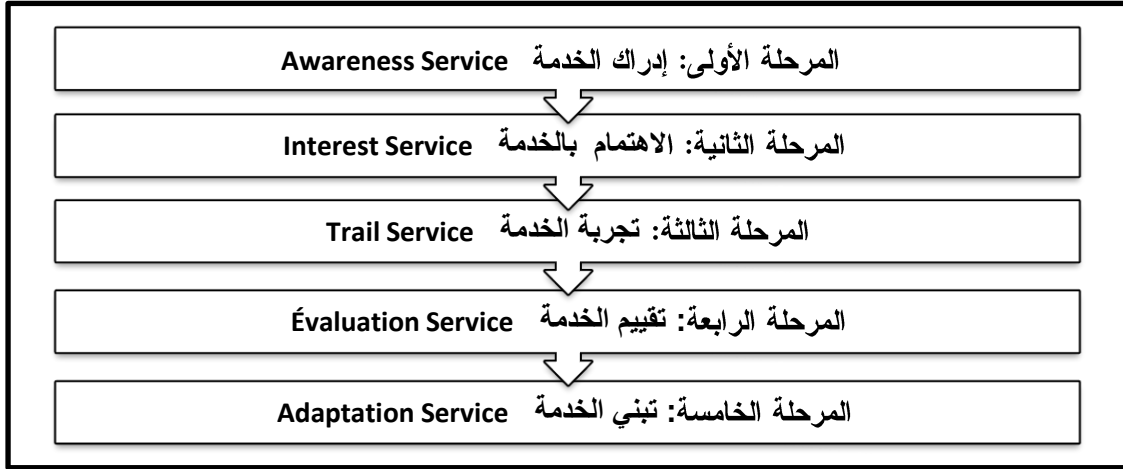 المرحلة الأولى: إدراك الخدمة Awareness Service
المرحلة الثانية: الاهتمام بالخدمة Interest Service
المرحلة الثالثة: تجربة الخدمة Trail Service
المرحلة الرابعة: تقييم الخدمة Évaluation Service
المرحلة الخامسة: تبني الخدمة Adaptation Service